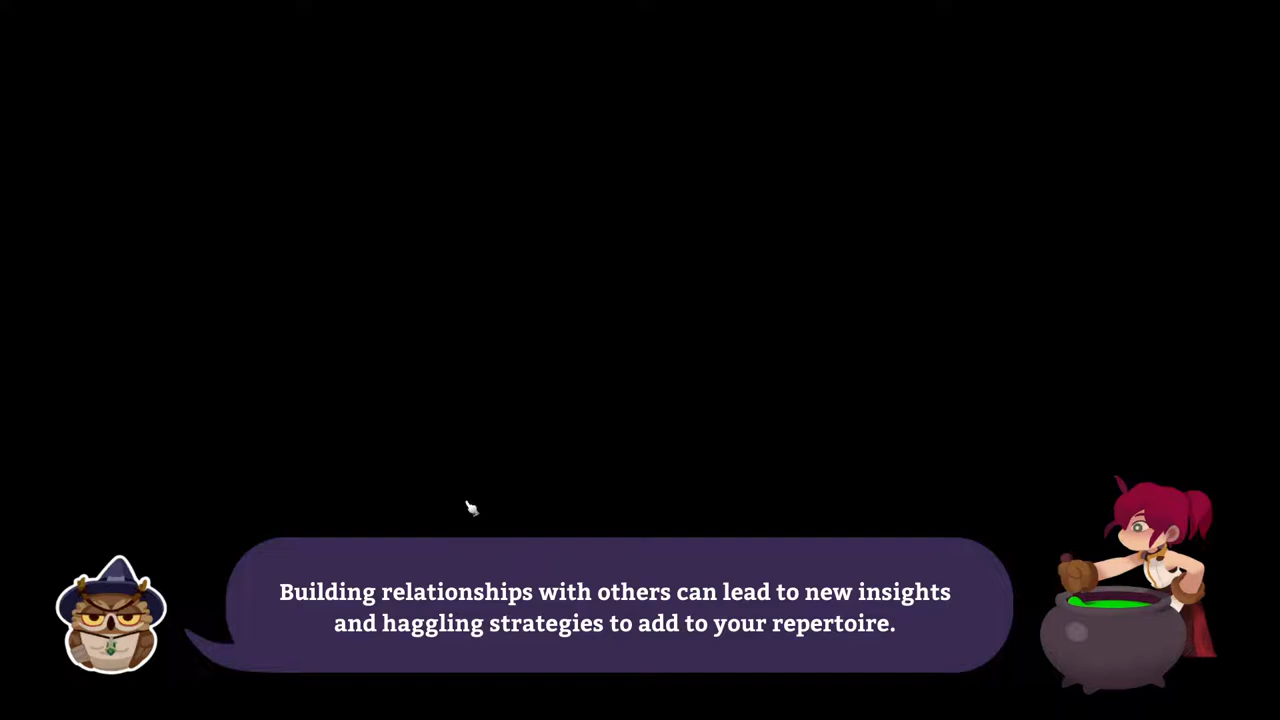 Building relationships with others can lead to new insights
and haggling strategies to add to your repertoire.